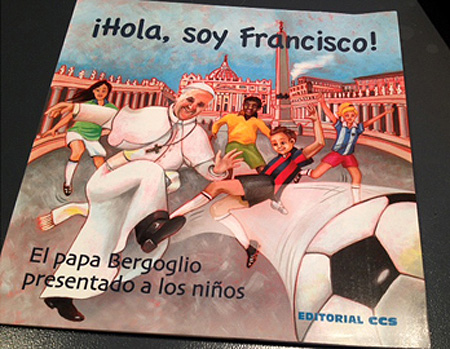 ¡Hola, soy Francisco!
El papa Bergoglio
presentado a los niños
EDITORIAL CCS